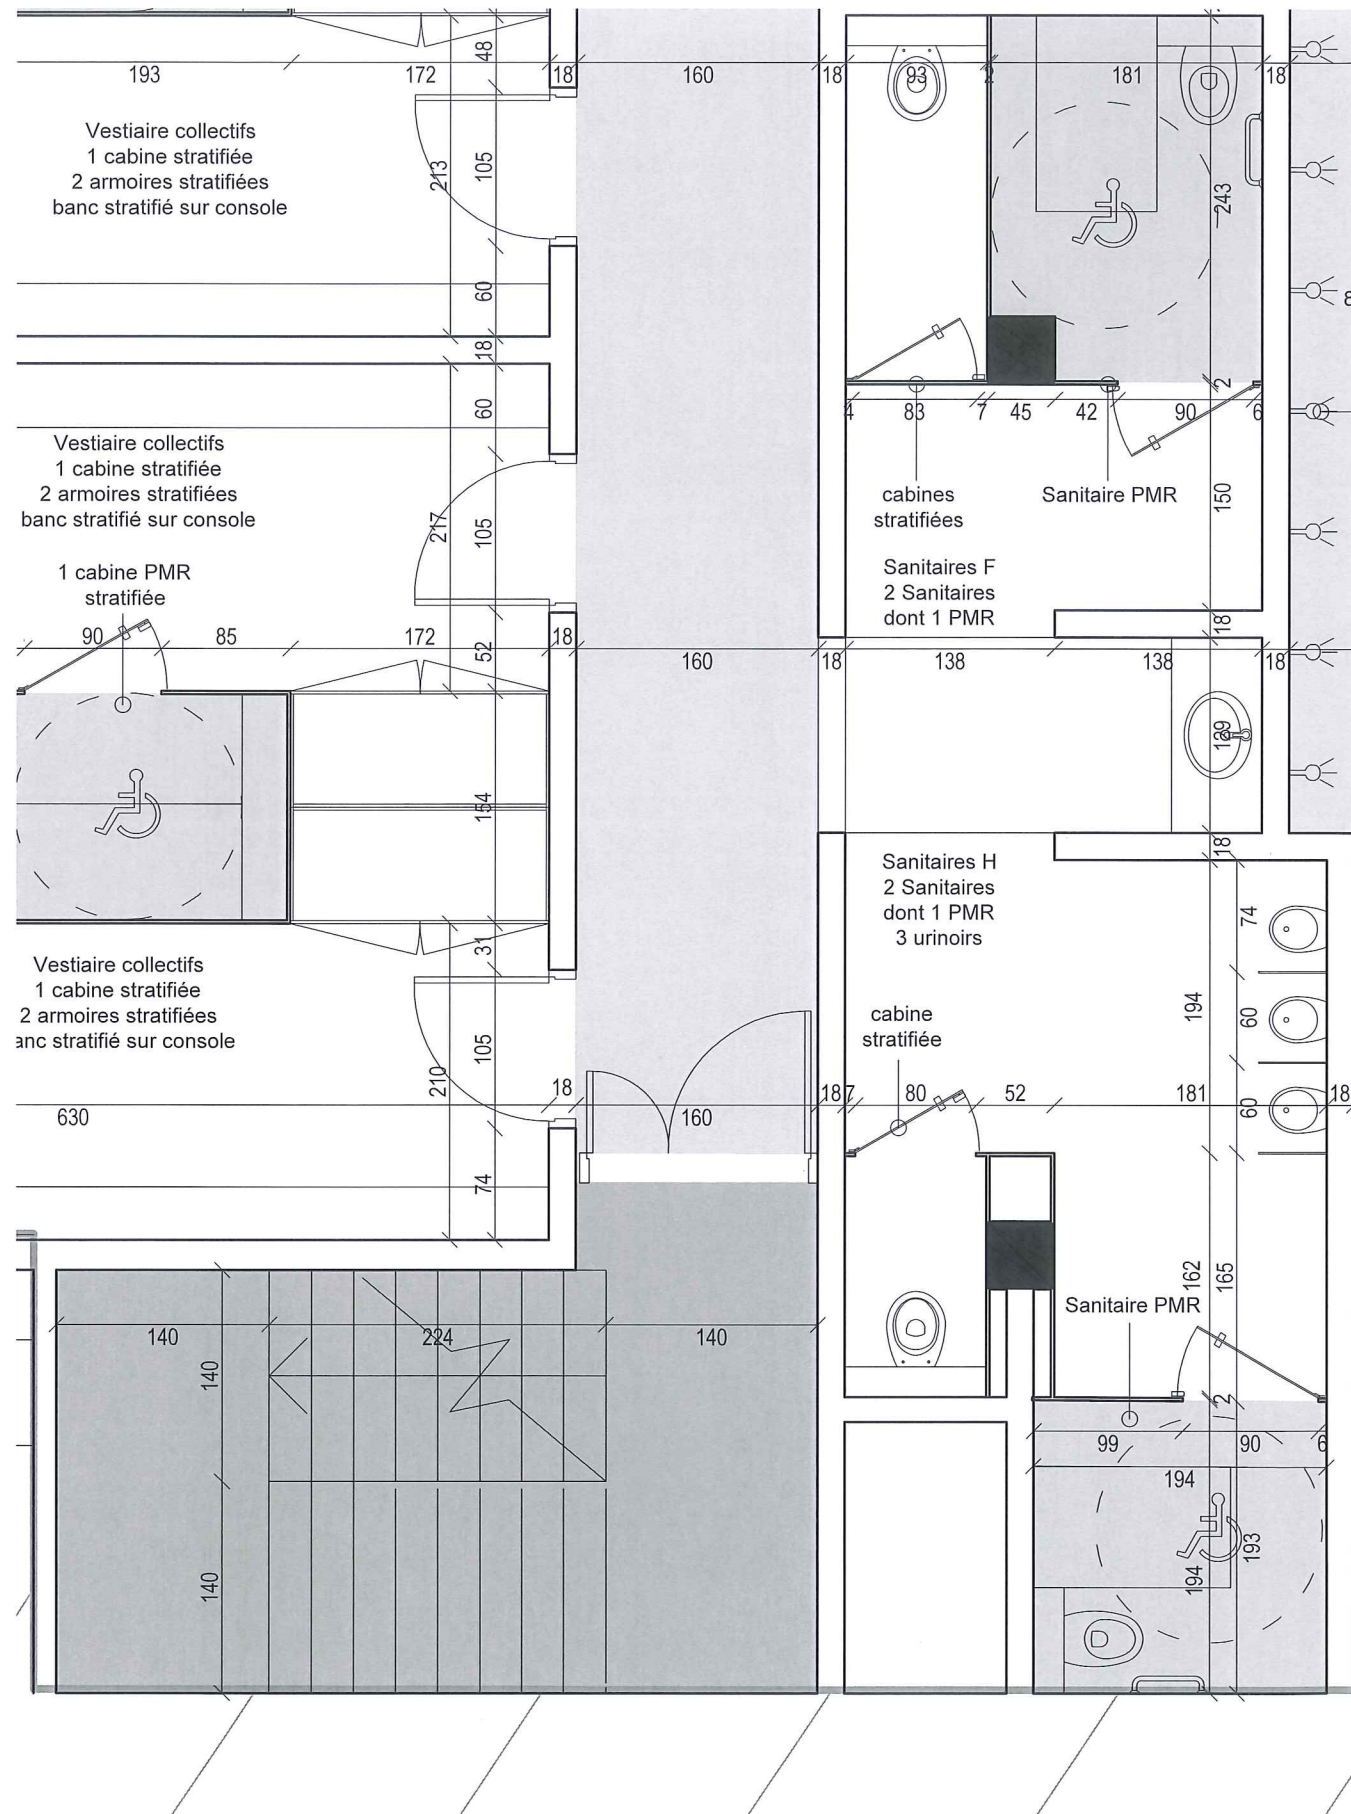 193
172
18
160
18
93
2
181
18
48
Vestiaire collectifs
1 cabine stratifiée
2 armoires stratifiées
banc stratifié sur console
213
105
243
60
18
8
2
4
83
7
45
42
90
6
60
Vestiaire collectifs
1 cabine stratifiée
2 armoires stratifiées
banc stratifié sur console
217
105
cabines
stratifiées
Sanitaire PMR
150
1 cabine PMR
stratifiée
Sanitaires F
2 Sanitaires
dont 1 PMR
90
85
172
18
52
160
18
138
138
18
18
129
154
18
Sanitaires H
2 Sanitaires
dont 1 PMR
3 urinoirs
74
31
Vestiaire collectifs
1 cabine stratifiée
2 armoires stratifiées
anc stratifié sur console
194
60
cabine
stratifiée
105
210
630
18
160
18
7
80
52
181
60
18
74
162
165
Sanitaire PMR
140
224
140
140
2
99
90
6
194
193
194
140